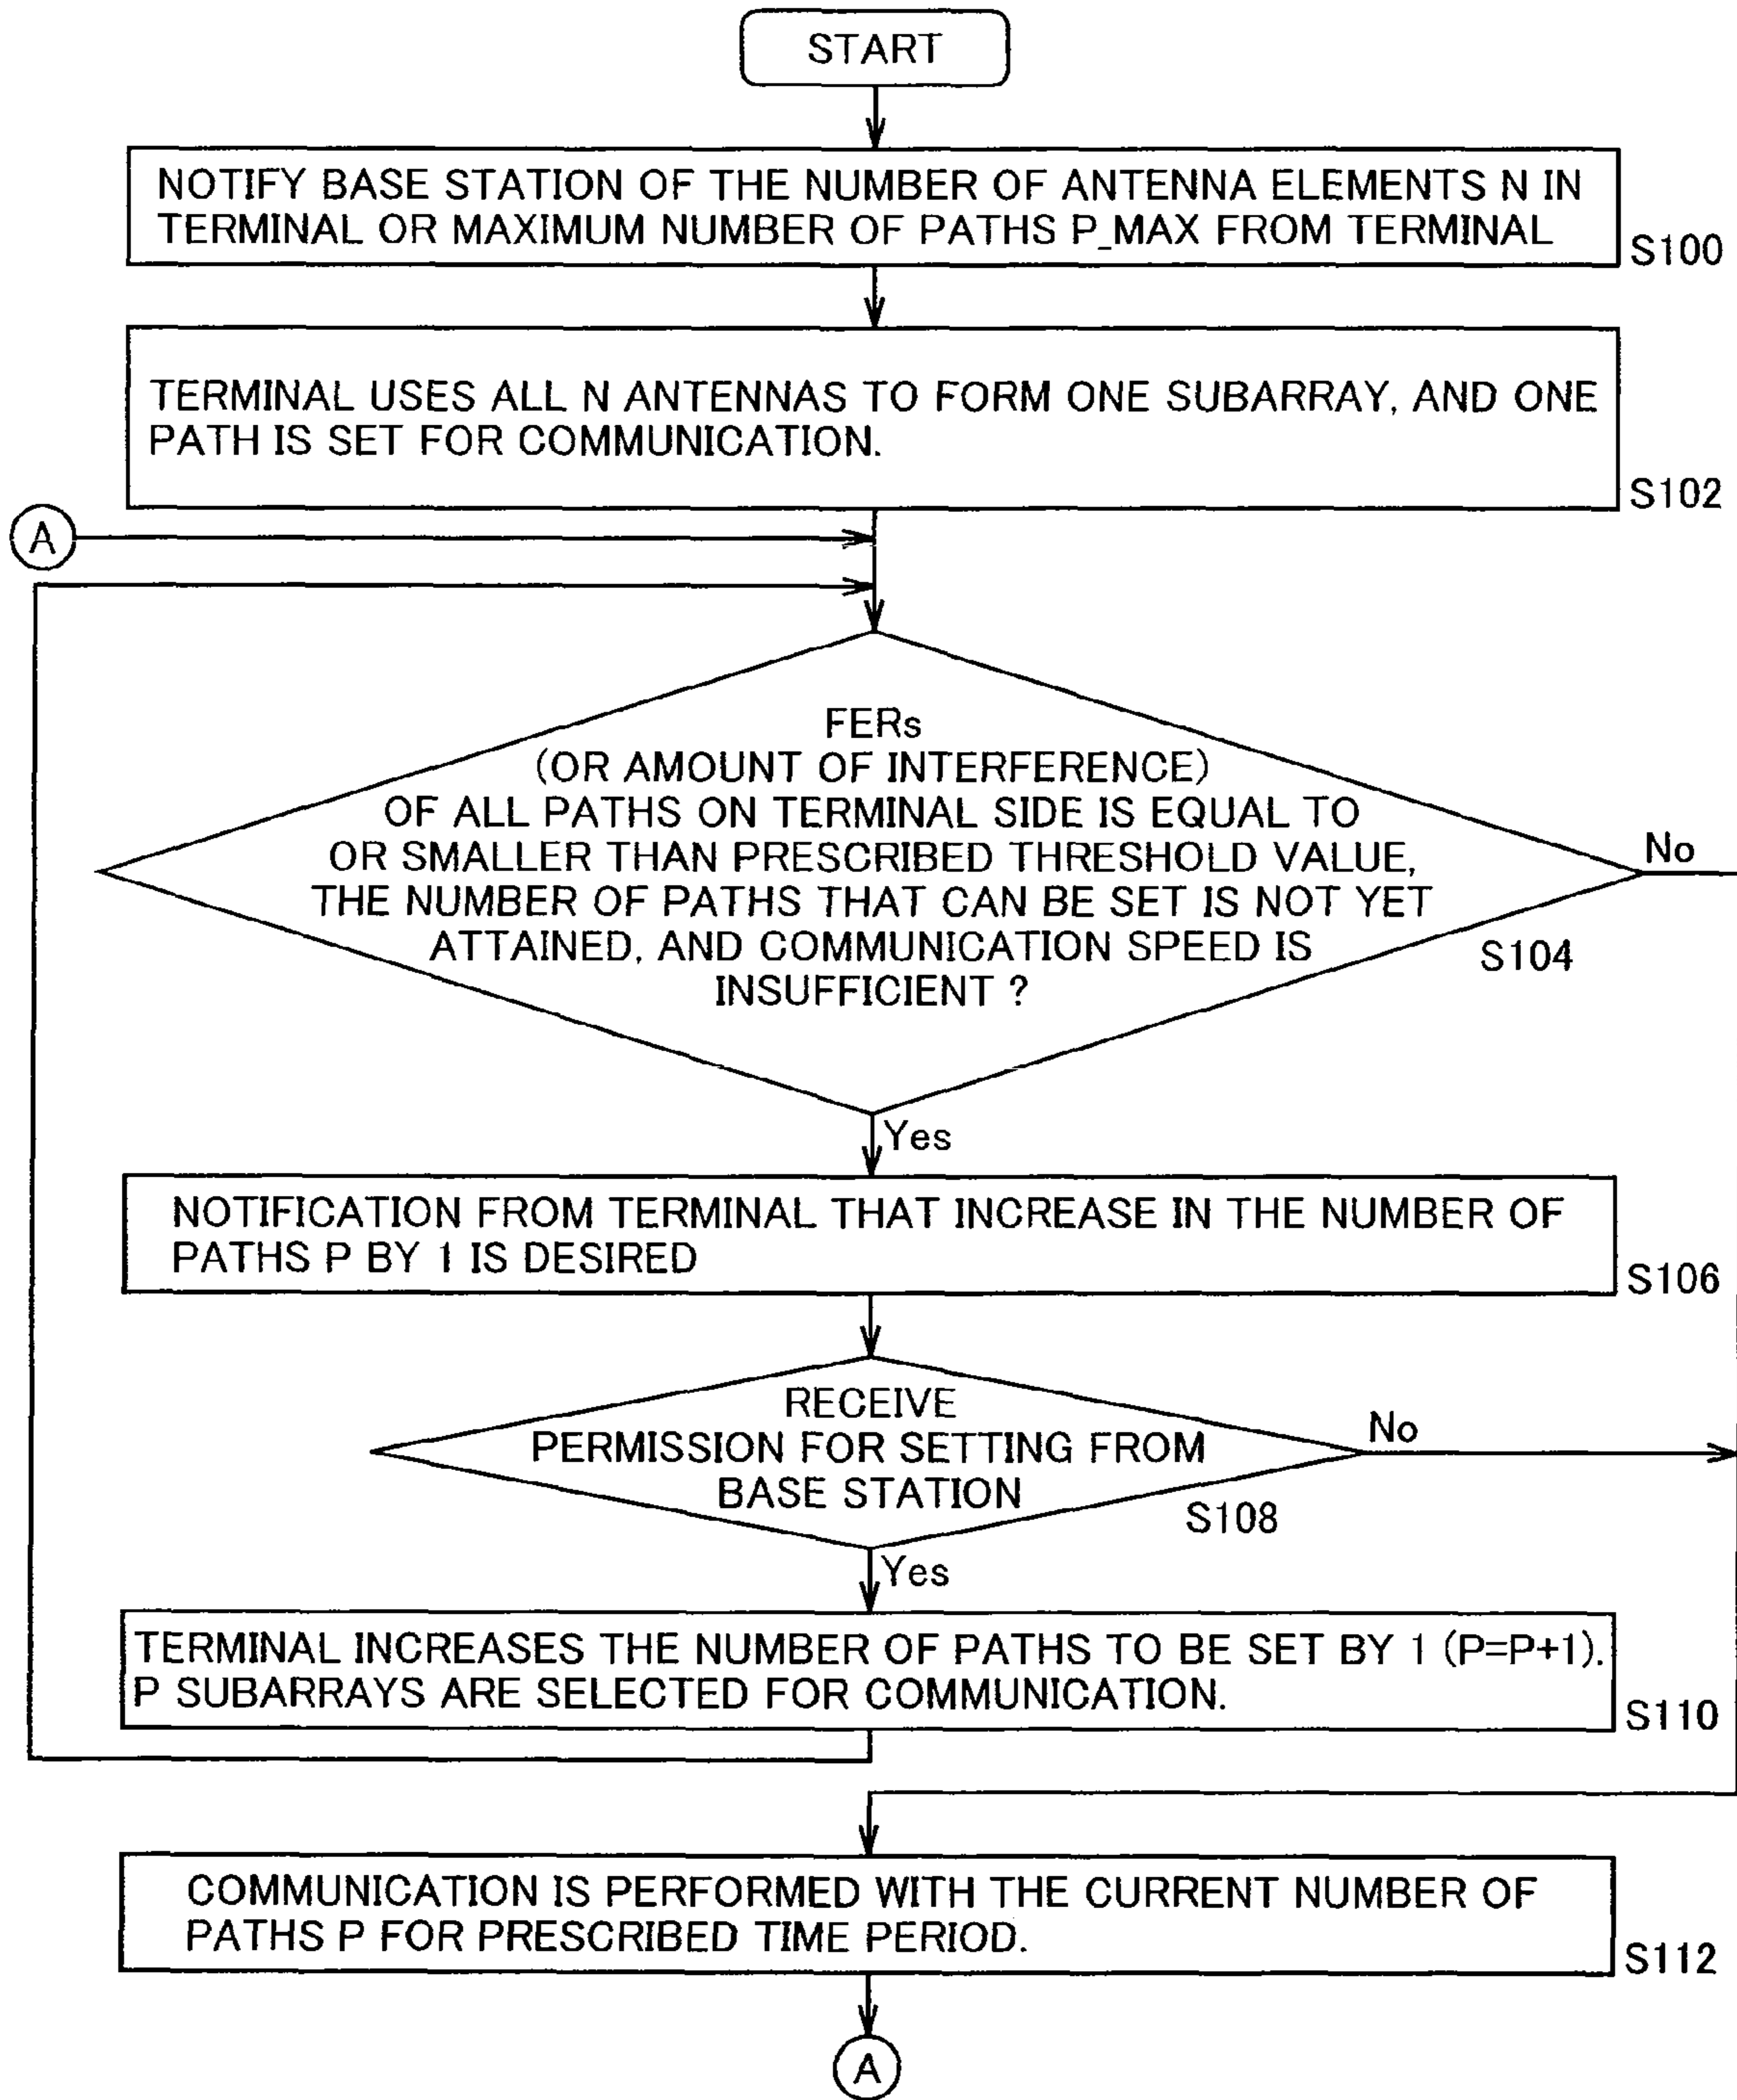 START
NOTIFY BASE STATION OF THE NUMBER OF ANTENNA ELEMENTS N IN
TERMINAL OR MAXIMUM NUMBER OF PATHS P_MAX FROM TERMINAL
S100
TERMINAL USES ALL N ANTENNAS TO FORM ONE SUBARRAY, AND ONE
PATH IS SET FOR COMMUNICATION.
S102
A
FERs
(OR AMOUNT OF INTERFERENCE)
OF ALL PATHS ON TERMINAL SIDE IS EQUAL TO
OR SMALLER THAN PRESCRIBED THRESHOLD VALUE,
THE NUMBER OF PATHS THAT CAN BE SET IS NOT YET
ATTAINED, AND COMMUNICATION SPEED IS
INSUFFICIENT ?
No
S104
Yes
NOTIFICATION FROM TERMINAL THAT INCREASE IN THE NUMBER OF
PATHS P BY 1 IS DESIRED
S106
RECEIVE
PERMISSION FOR SETTING FROM
BASE STATION
No
S108
Yes
TERMINAL INCREASES THE NUMBER OF PATHS TO BE SET BY 1 (P=P+1).
P SUBARRAYS ARE SELECTED FOR COMMUNICATION.
S110
COMMUNICATION IS PERFORMED WITH THE CURRENT NUMBER OF
PATHS P FOR PRESCRIBED TIME PERIOD.
S112
A